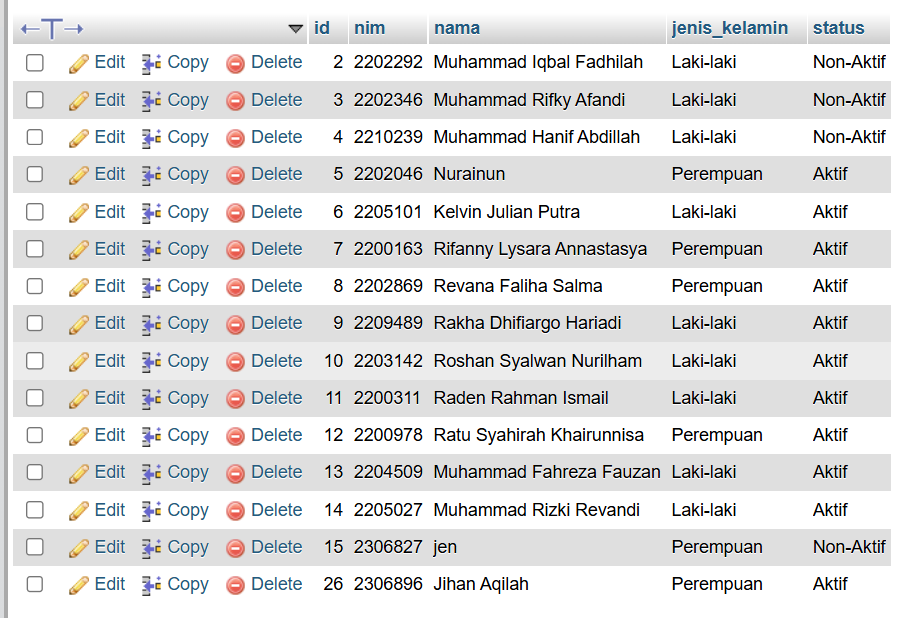 id nim nama jenis_kelamin status
Edit Copy Delete 2 2202292 Muhammad Iqbal Fadhilah Laki-laki Non-Aktif
Edit Copy Delete 3 2202346 Muhammad Rifky Afandi Laki-laki Non-Aktif
Edit Copy Delete 4 2210239 Muhammad Hanif Abdillah Laki-laki Non-Aktif
Edit Copy Delete 5 2202046 Nurainun Perempuan Aktif
Edit Copy Delete 6 2205101 Kelvin Julian Putra Laki-laki Aktif
Edit Copy Delete 7 2200163 Rifanny Lysara Annastasya Perempuan Aktif
Edit Copy Delete 8 2202869 Revana Faliha Salma Perempuan Aktif
Edit Copy Delete 9 2209489 Rakha Dhifiargo Hariadi Laki-laki Aktif
Edit Copy Delete 10 2203142 Roshan Syalwan Nurilham Laki-laki Aktif
Edit Copy Delete 11 2200311 Raden Rahman Ismail Laki-laki Aktif
Edit Copy Delete 12 2200978 Ratu Syahirah Khairunnisa Perempuan Aktif
Edit Copy Delete 13 2204509 Muhammad Fahreza Fauzan Laki-laki Aktif
Edit Copy Delete 14 2205027 Muhammad Rizki Revandi Laki-laki Aktif
Edit Copy Delete 15 2306827 jen Perempuan Non-Aktif
Edit Copy Delete 26 2306896 Jihan Aqilah Perempuan Aktif